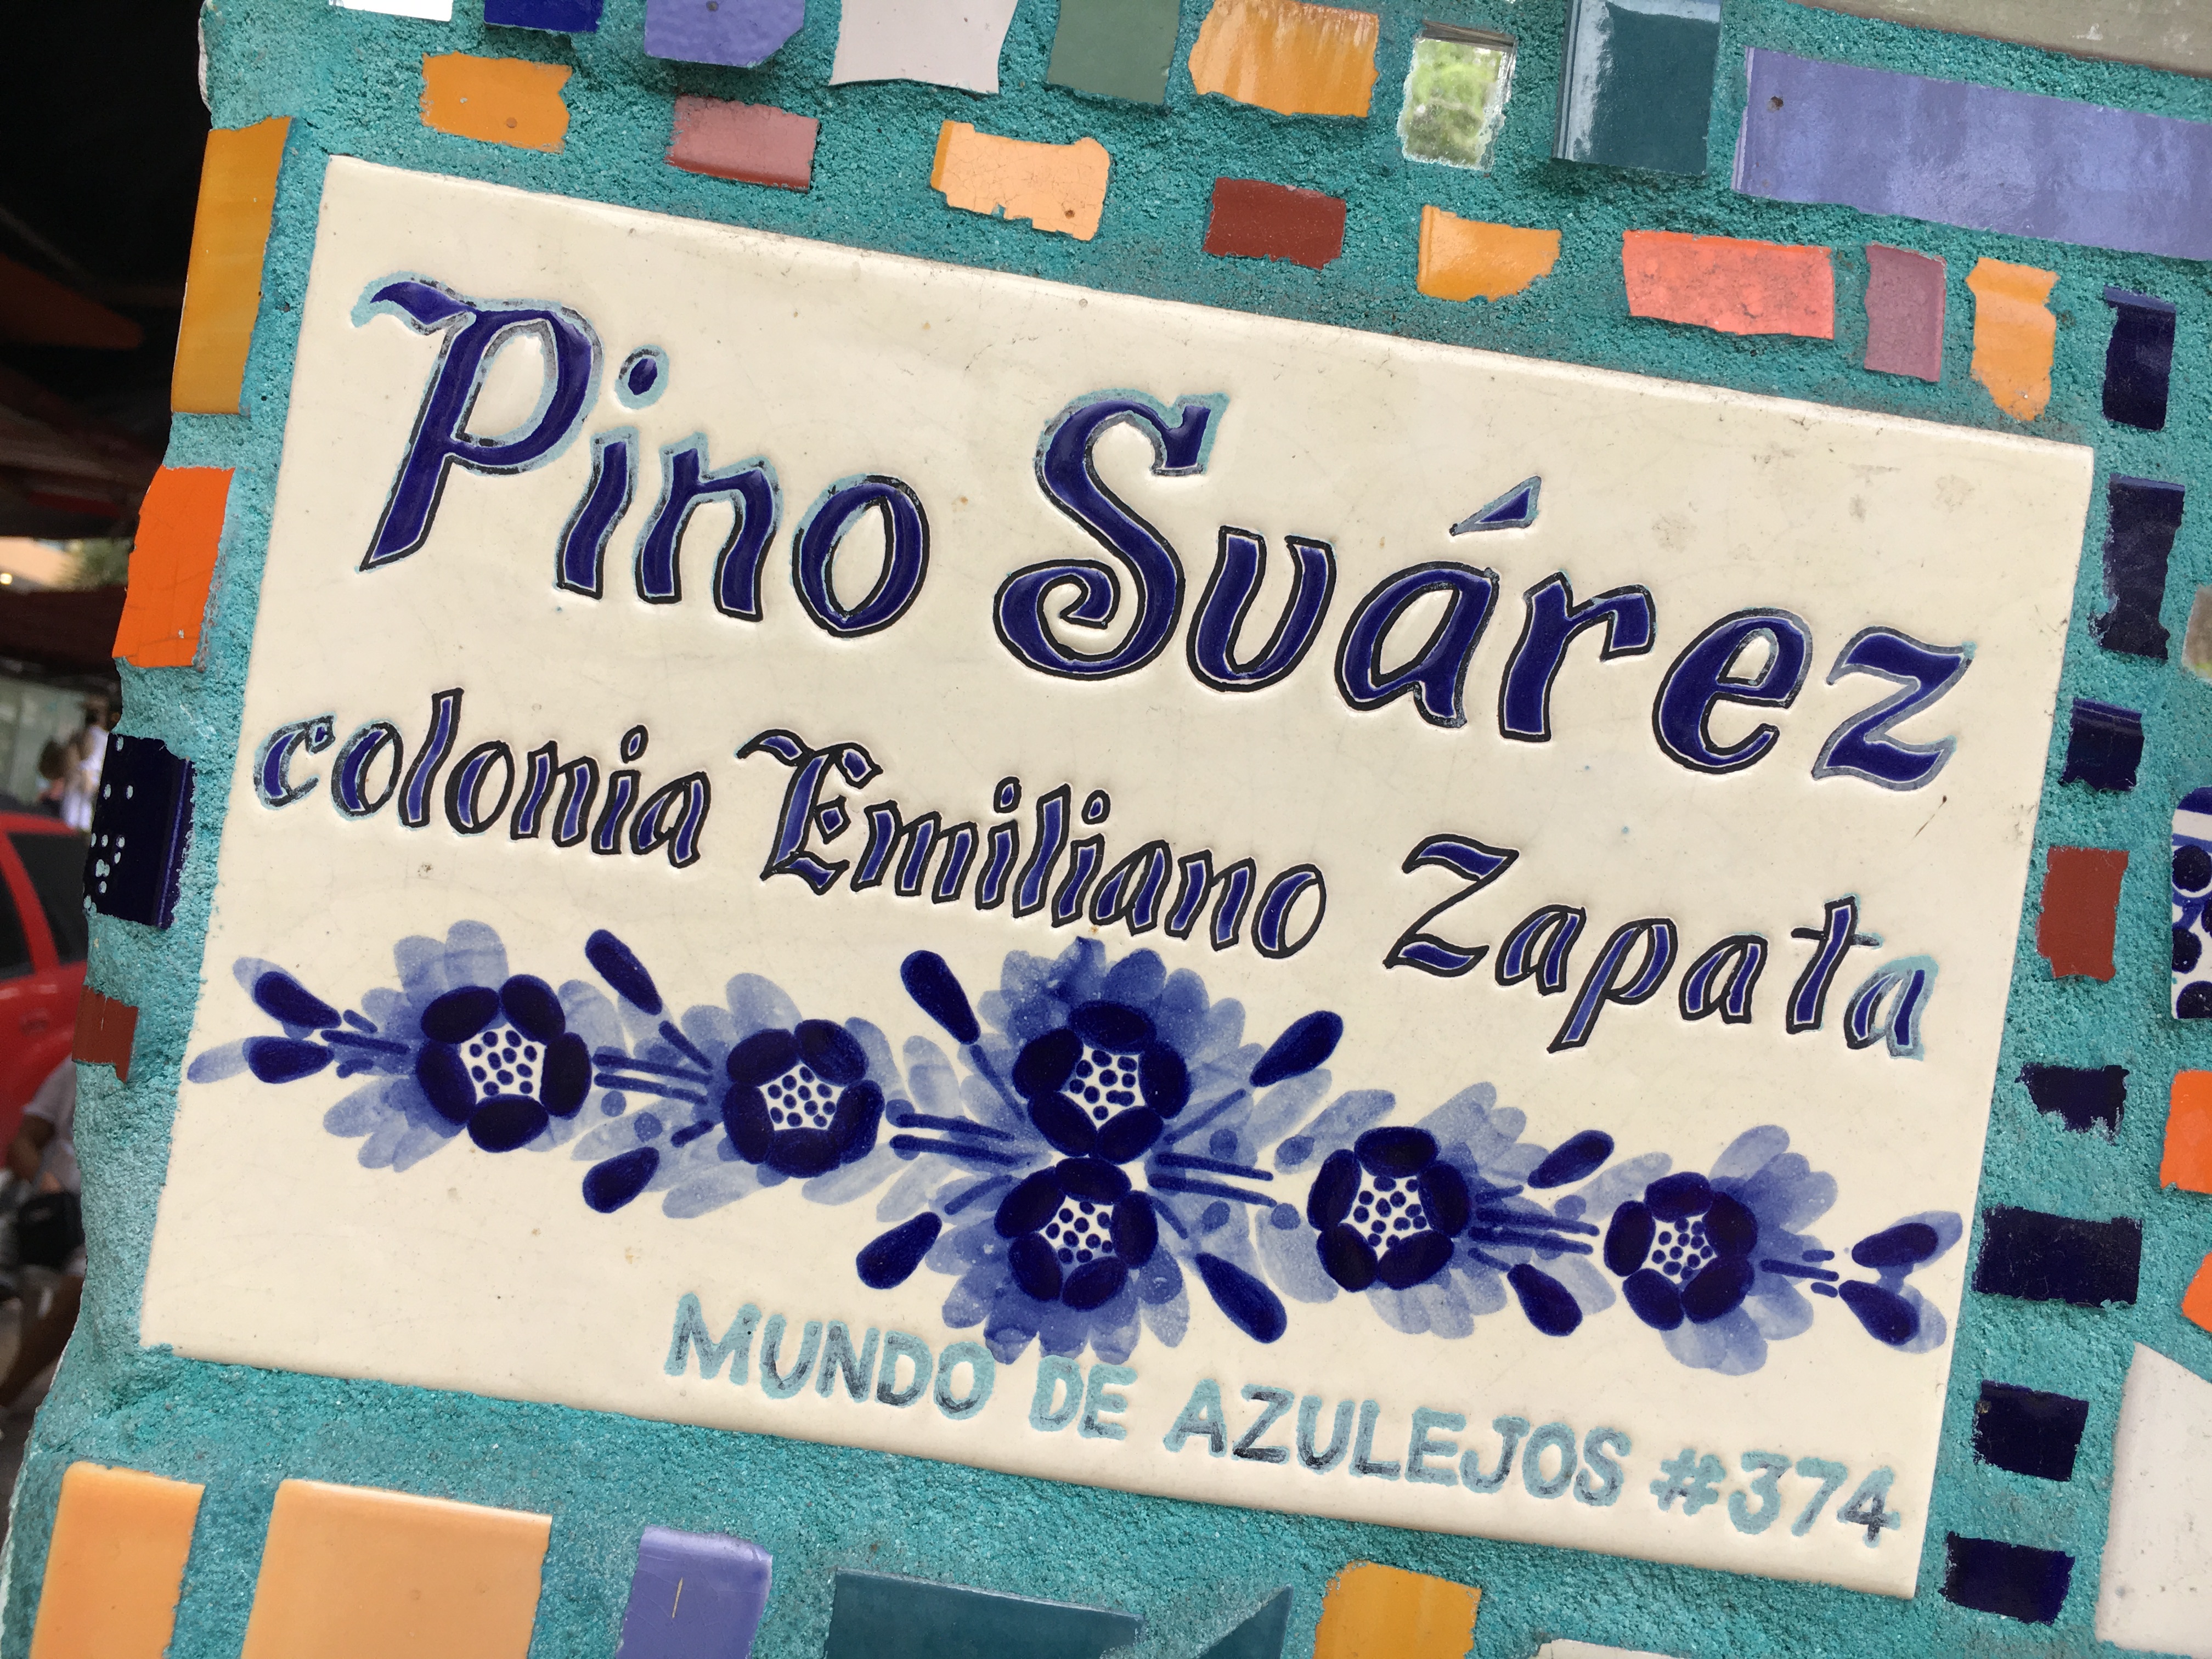 Pino Suárez
colonia Emiliano Zapata
MUNDO DE AZULEJOS #374